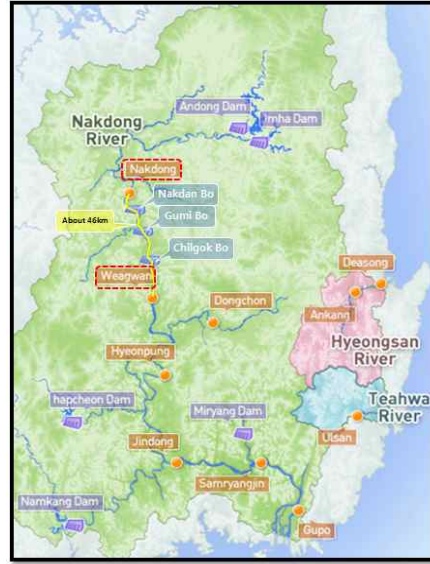 Andong Dam
Imha Dam
Nakdong
River
Nakdong
Nakdan Bo
Gumi Bo
About 46km
Chilgok Bo
Weagwan
Deasong
Dongchon
Ankang
Hyeongsan
River
Hyeonpung
hapcheon Dam
Miryang Dam
Teahwa
River
Ulsan
Jindong
Samryangjin
Namkang Dam
Gupo